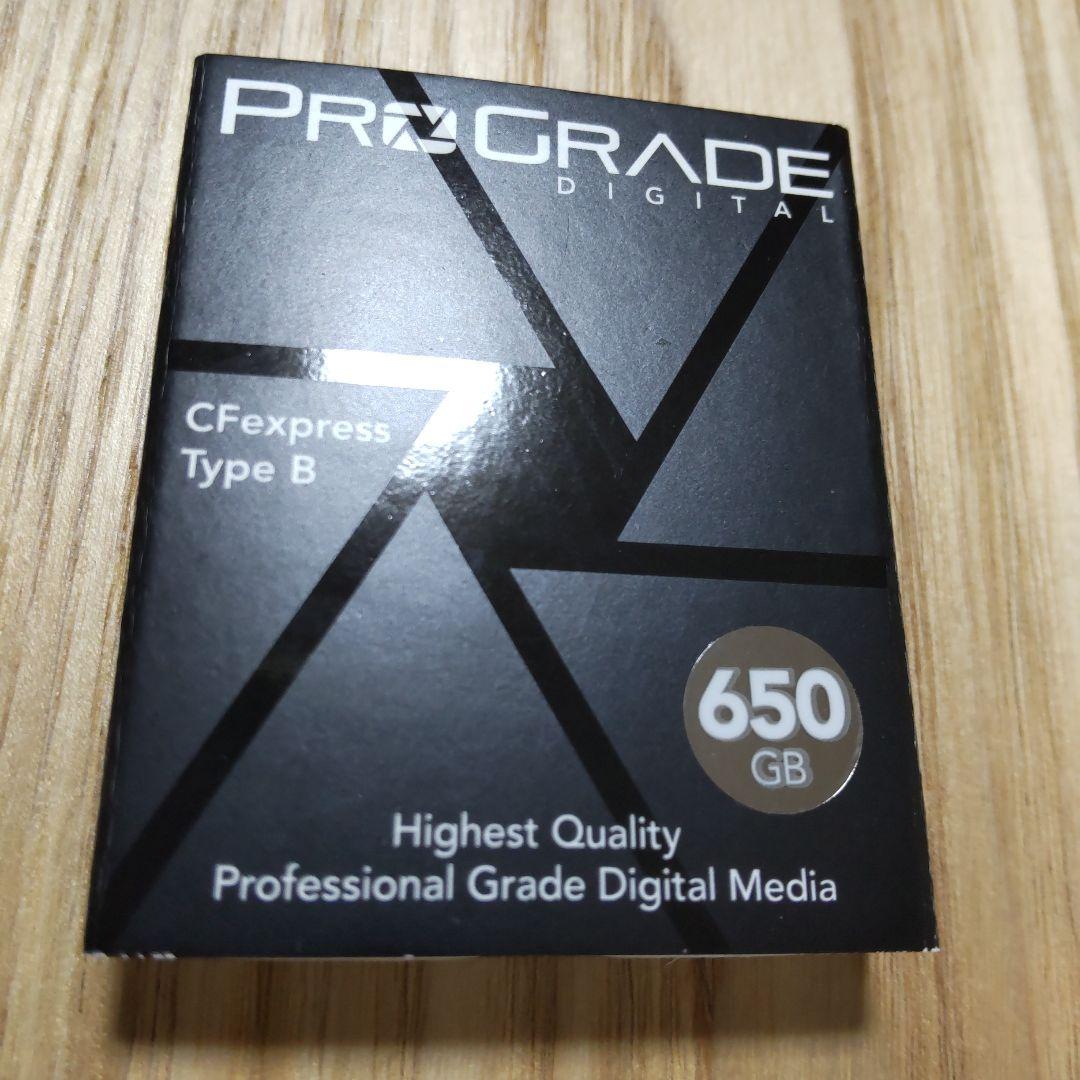 PROGRADE
DIGITAL
CFexpress
Type B
650
GB
Highest Quality
Professional Grade Digital Media